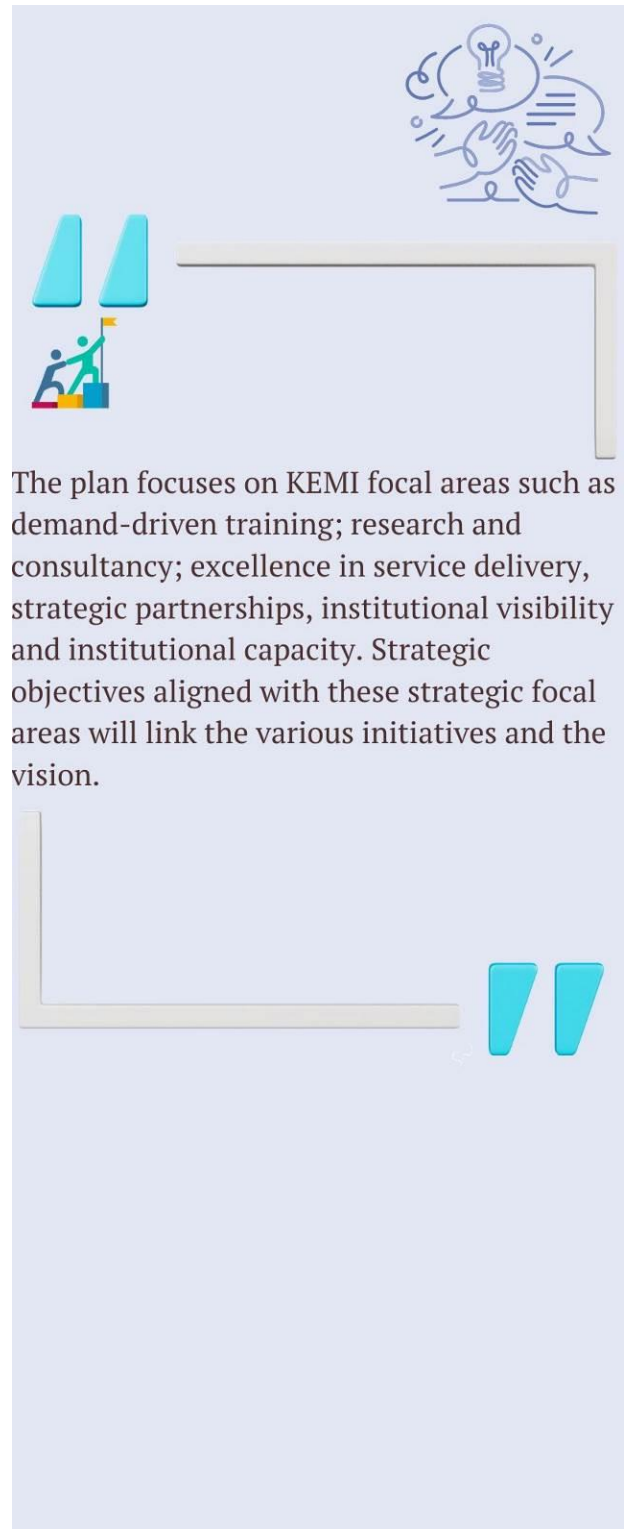 The plan focuses on KEMI focal areas such as
demand-driven training; research and
consultancy; excellence in service delivery,
strategic partnerships, institutional visibility
and institutional capacity. Strategic
objectives aligned with these strategic focal
areas will link the various initiatives and the
vision.